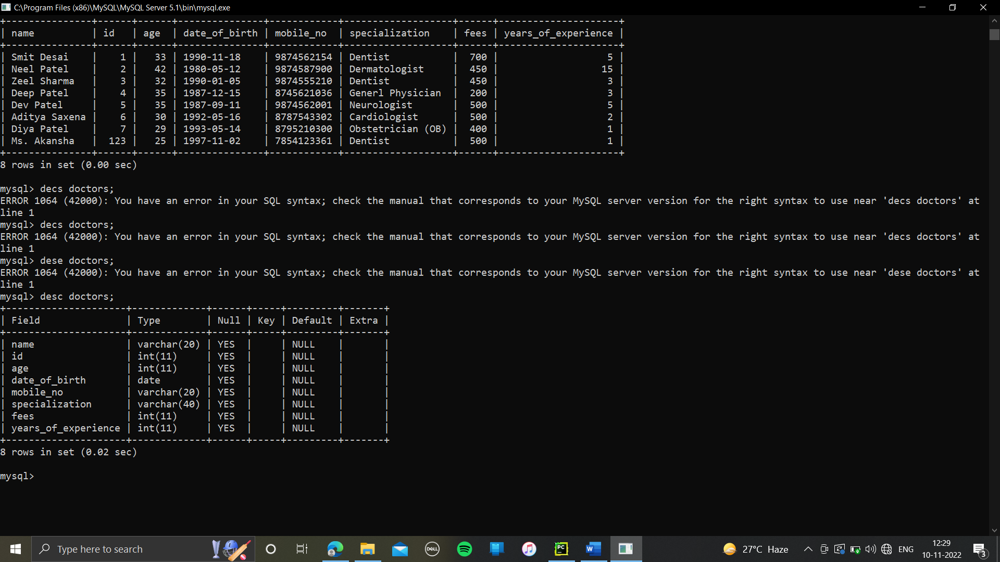 C:\Program Files (x86)\MySQL\MySQL Server 5.1\bin\mysql.exe
+---------------+------+------+---------------+------------+-------------------+------+---------------------+
| name          | id   | age  | date_of_birth | mobile_no  | specialization    | fees | years_of_experience |
+---------------+------+------+---------------+------------+-------------------+------+---------------------+
| Smit Desai    |    1 |   33 | 1990-11-18    | 9874562154 | Dentist           |  700 |                   5 |
| Neel Patel    |    2 |   42 | 1980-05-12    | 9874587900 | Dermatologist     |  450 |                  15 |
| Zeel Sharma   |    3 |   32 | 1990-01-05    | 9874555210 | Dentist           |  450 |                   3 |
| Deep Patel    |    4 |   35 | 1987-12-15    | 8745621036 | Generl Physician  |  200 |                   3 |
| Dev Patel     |    5 |   35 | 1987-09-11    | 9874562001 | Neurologist       |  500 |                   5 |
| Aditya Saxena |    6 |   30 | 1992-05-16    | 8787543302 | Cardiologist      |  500 |                   2 |
| Diya Patel    |    7 |   29 | 1993-05-14    | 8795210300 | Obstetrician (OB) |  400 |                   1 |
| Ms. Akansha   |  123 |   25 | 1997-11-02    | 7854123361 | Dentist           |  500 |                   1 |
+---------------+------+------+---------------+------------+-------------------+------+---------------------+
8 rows in set (0.00 sec)
mysql> decs doctors;
ERROR 1064 (42000): You have an error in your SQL syntax; check the manual that corresponds to your MySQL server version for the right syntax to use near 'decs doctors' at
line 1
mysql> decs doctors;
ERROR 1064 (42000): You have an error in your SQL syntax; check the manual that corresponds to your MySQL server version for the right syntax to use near 'decs doctors' at
line 1
mysql> dese doctors;
ERROR 1064 (42000): You have an error in your SQL syntax; check the manual that corresponds to your MySQL server version for the right syntax to use near 'dese doctors' at
line 1
mysql> desc doctors;
+---------------------+-------------+------+-----+---------+-------+
| Field               | Type        | Null | Key | Default | Extra |
+---------------------+-------------+------+-----+---------+-------+
| name                | varchar(20) | YES  |     | NULL    |       |
| id                  | int(11)     | YES  |     | NULL    |       |
| age                 | int(11)     | YES  |     | NULL    |       |
| date_of_birth       | date        | YES  |     | NULL    |       |
| mobile_no           | varchar(20) | YES  |     | NULL    |       |
| specialization      | varchar(40) | YES  |     | NULL    |       |
| fees                | int(11)     | YES  |     | NULL    |       |
| years_of_experience | int(11)     | YES  |     | NULL    |       |
+---------------------+-------------+------+-----+---------+-------+
8 rows in set (0.02 sec)
mysql>
Type here to search
DELL
PC
W
27°C Haze
ENG
12:29
10-11-2022
3